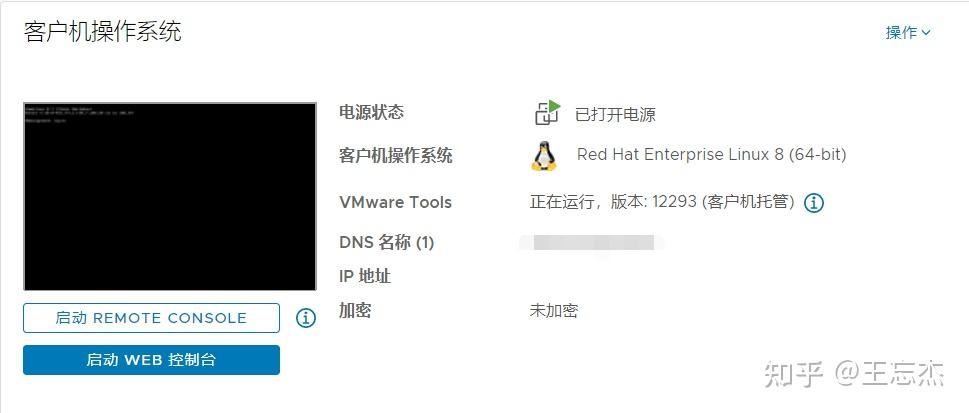 客户机操作系统
操作
电源状态
已打开电源
客户机操作系统
Red Hat Enterprise Linux 8 (64-bit)
VMware Tools
正在运行，版本: 12293 (客户机托管)
DNS 名称 (1)
IP 地址
启动 REMOTE CONSOLE
加密
未加密
启动 WEB 控制台
知乎 @王忘杰